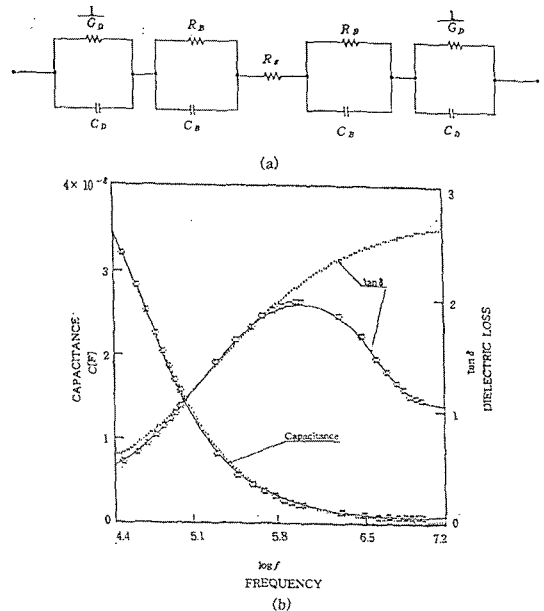 1/G_D R_B R_s R_B 1/G_D
C_D C_B C_B C_D
(a)
4×10⁻⁸
3
2
1
0
CAPACITANCE
C[F]
3
2
1
0
tan δ
DIELECTRIC LOSS
tan δ
Capacitance
4.4 5.1 5.8 6.5 7.2
log f
FREQUENCY
(b)